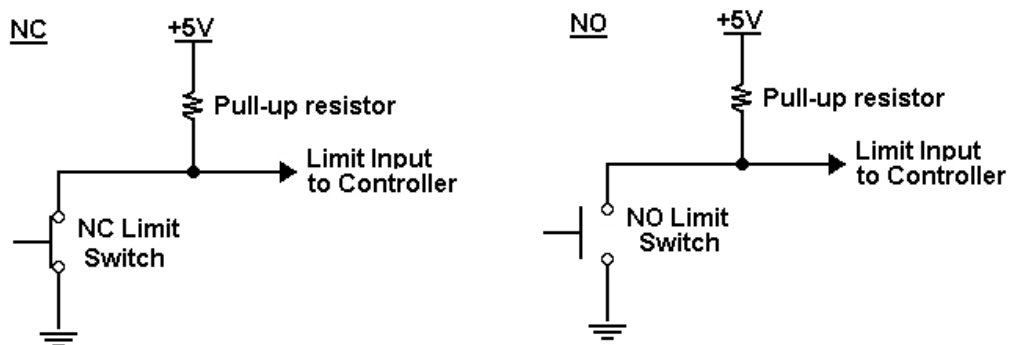 NC
+5V
Pull-up resistor
Limit Input
to Controller
NC Limit
Switch
NO
+5V
Pull-up resistor
Limit Input
to Controller
NO Limit
Switch